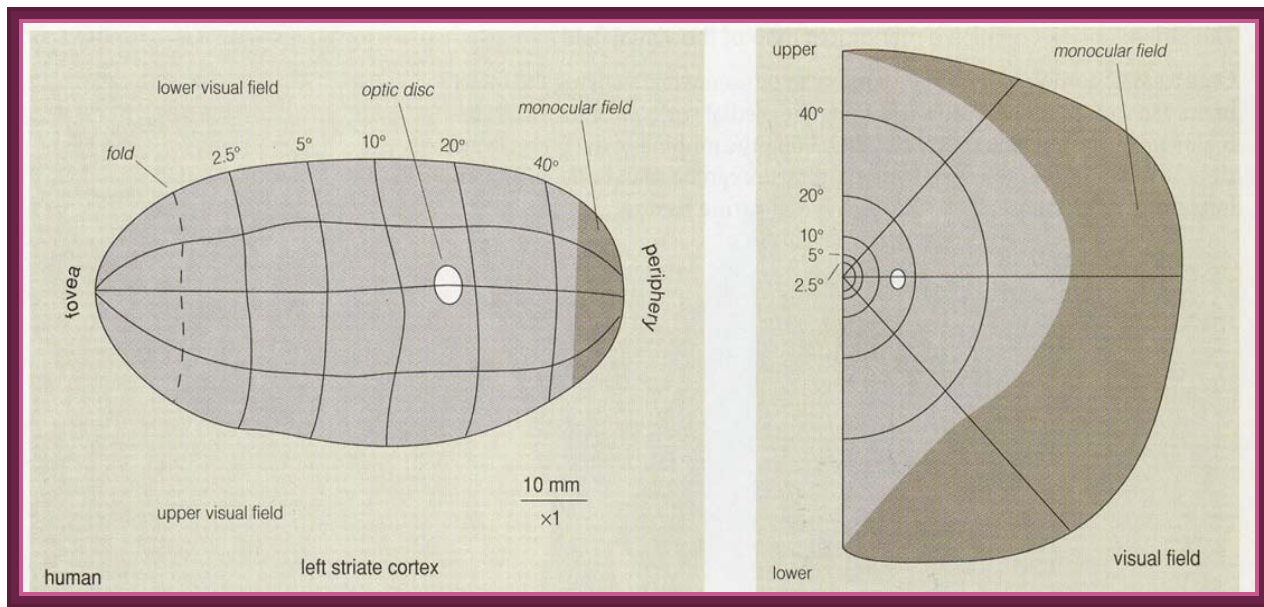 lower visual field
optic disc
monocular field
fold
2.5°
5°
10°
20°
40°
fovea
periphery
10 mm
×1
upper visual field
left striate cortex
human
upper
monocular field
40°
20°
10°
5°
2.5°
lower
visual field